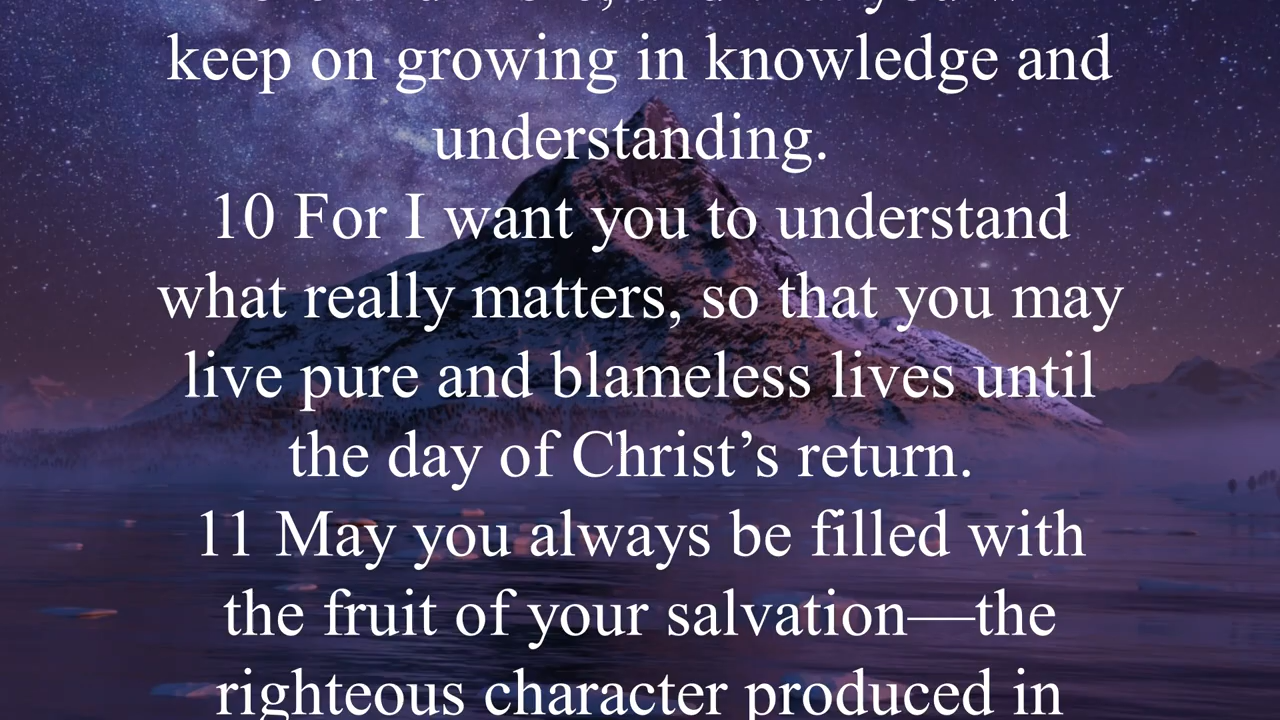 keep on growing in knowledge and
understanding.
10 For I want you to understand
what really matters, so that you may
live pure and blameless lives until
the day of Christ’s return.
11 May you always be filled with
the fruit of your salvation—the
righteous character produced in